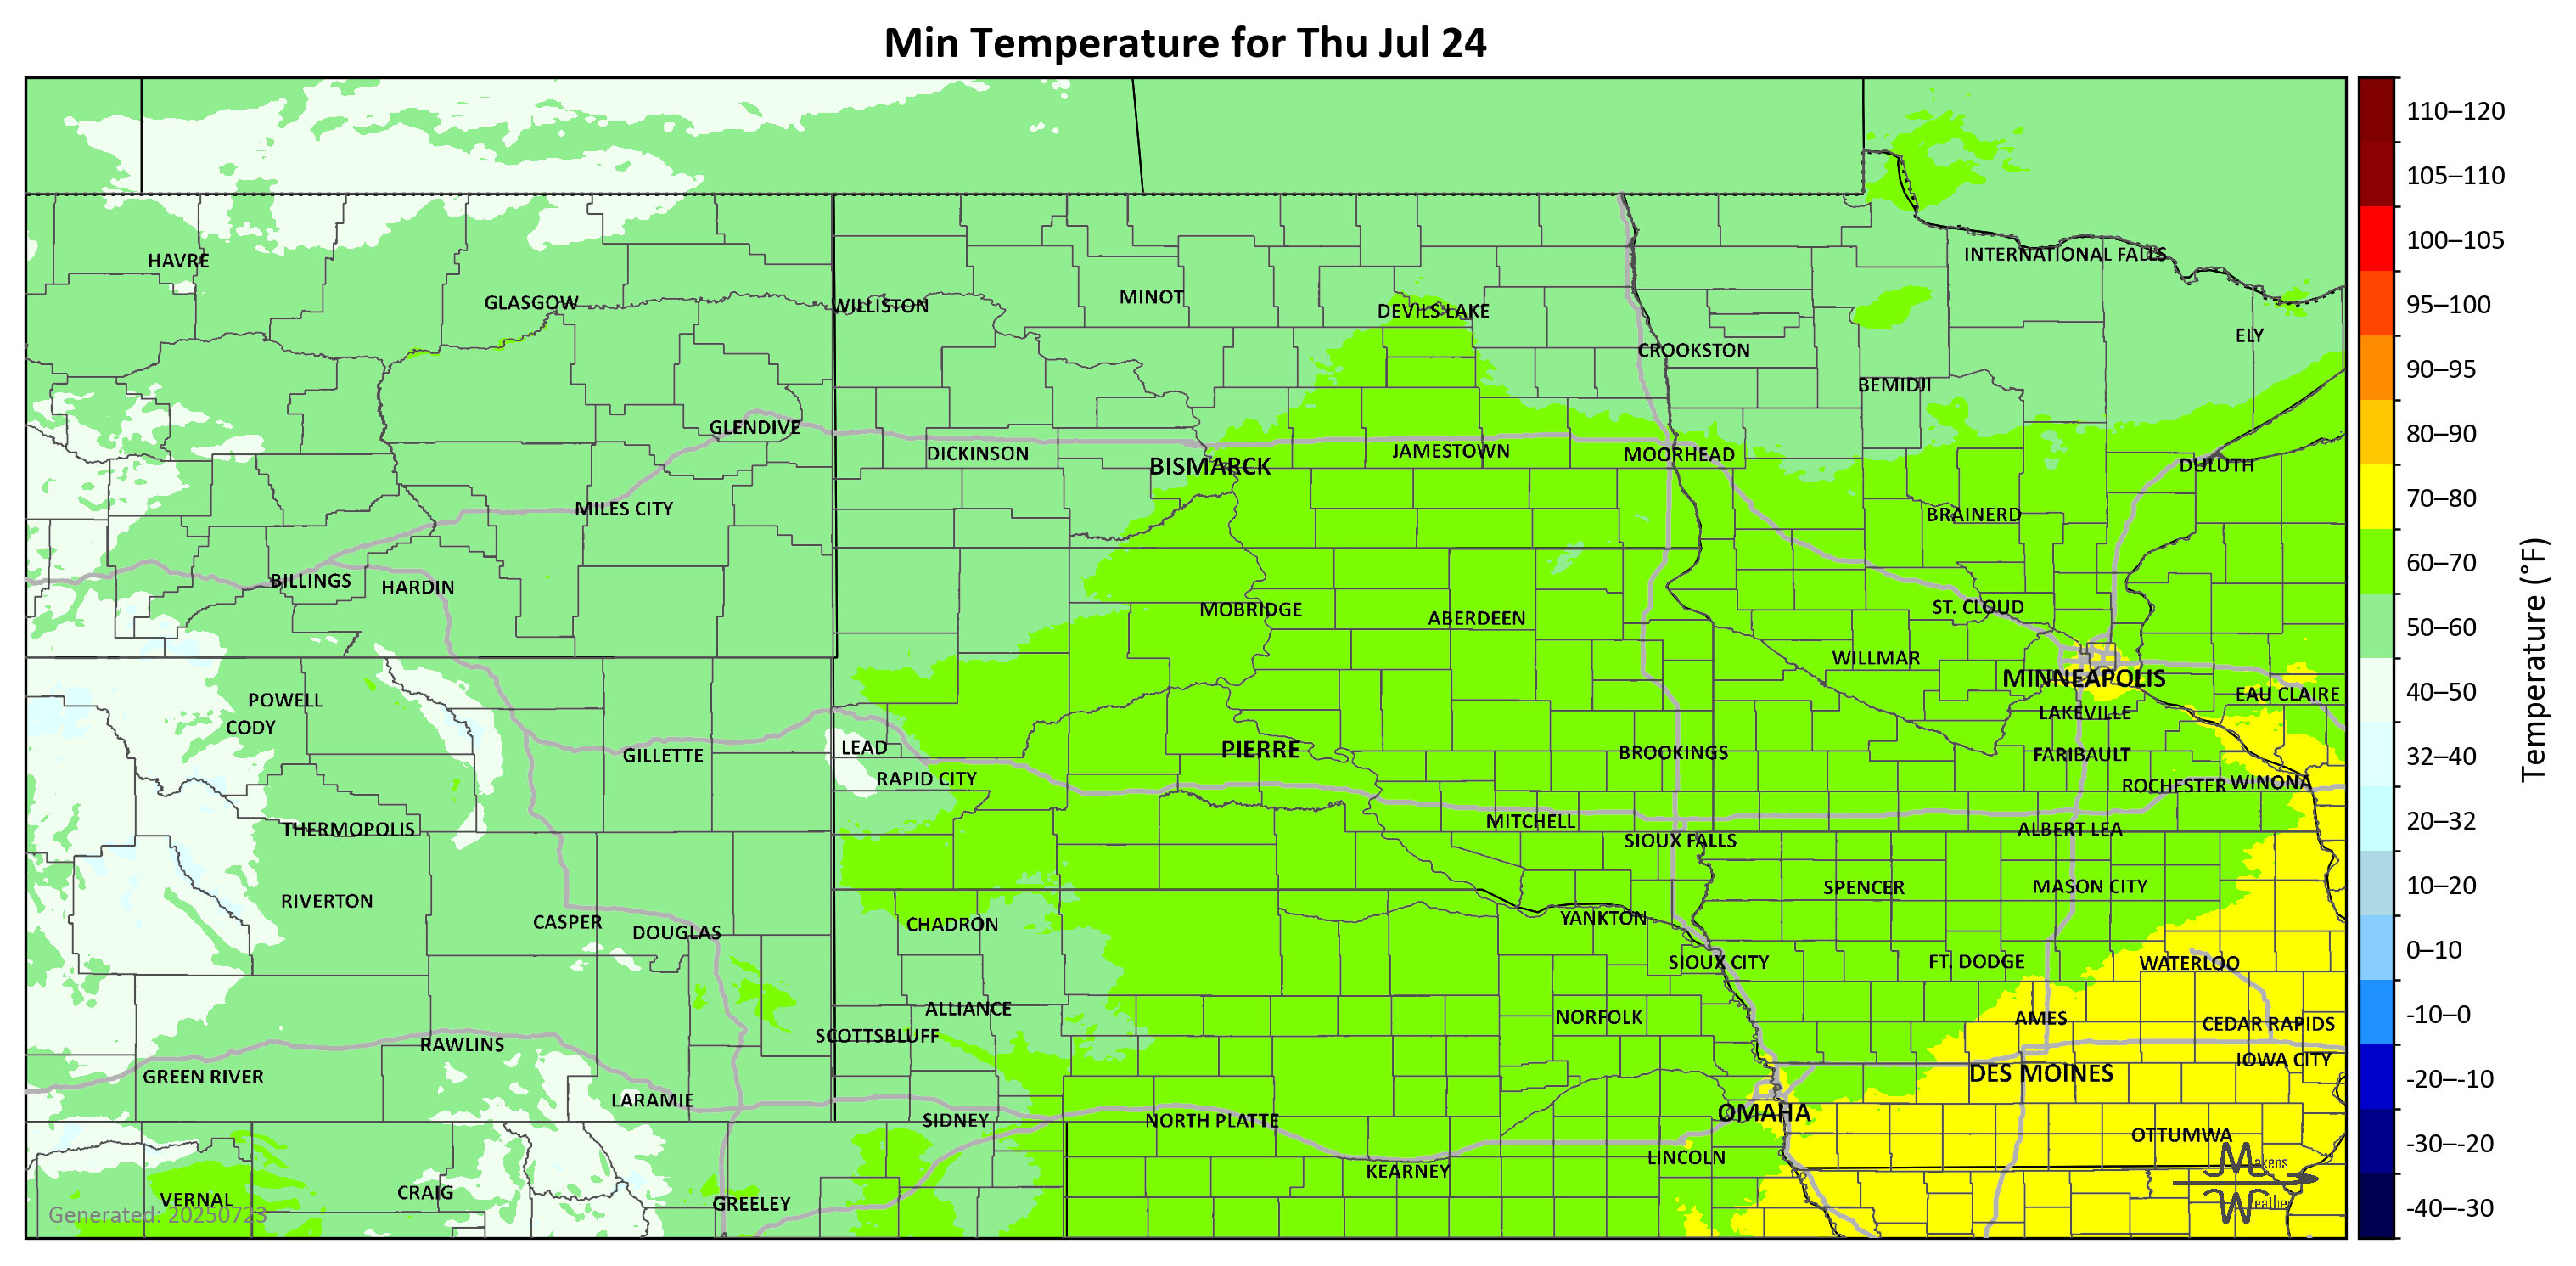 Min Temperature for Thu Jul 24
110–120
105–110
100–105
95–100
90–95
80–90
70–80
60–70
50–60
40–50
32–40
20–32
10–20
0–10
-10–0
-20–-10
-30–-20
-40–-30
Temperature (°F)
INTERNATIONAL FALLS
HAVRE
GLASGOW
WILLISTON
MINOT
DEVILS LAKE
ELY
CROOKSTON
BEMIDJI
GLENDIVE
DICKINSON
BISMARCK
JAMESTOWN
MOORHEAD
DULUTH
MILES CITY
BRAINERD
BILLINGS
HARDIN
MOBRIDGE
ABERDEEN
ST. CLOUD
WILLMAR
MINNEAPOLIS
EAU CLAIRE
POWELL
CODY
LAKEVILLE
GILLETTE
LEAD
PIERRE
BROOKINGS
FARIBAULT
RAPID CITY
ROCHESTER
WINONA
THERMOPOLIS
MITCHELL
SIOUX FALLS
ALBERT LEA
RIVERTON
SPENCER
MASON CITY
CASPER
DOUGLAS
CHADRON
YANKTON
SIOUX CITY
FT. DODGE
WATERLOO
ALLIANCE
NORFOLK
AMES
CEDAR RAPIDS
SCOTTSBLUFF
RAWLINS
IOWA CITY
GREEN RIVER
DES MOINES
LARAMIE
SIDNEY
NORTH PLATTE
OMAHA
OTTUMWA
LINCOLN
KEARNEY
VERNAL
CRAIG
GREELEY
Makens
Weather
Generated: 20250723